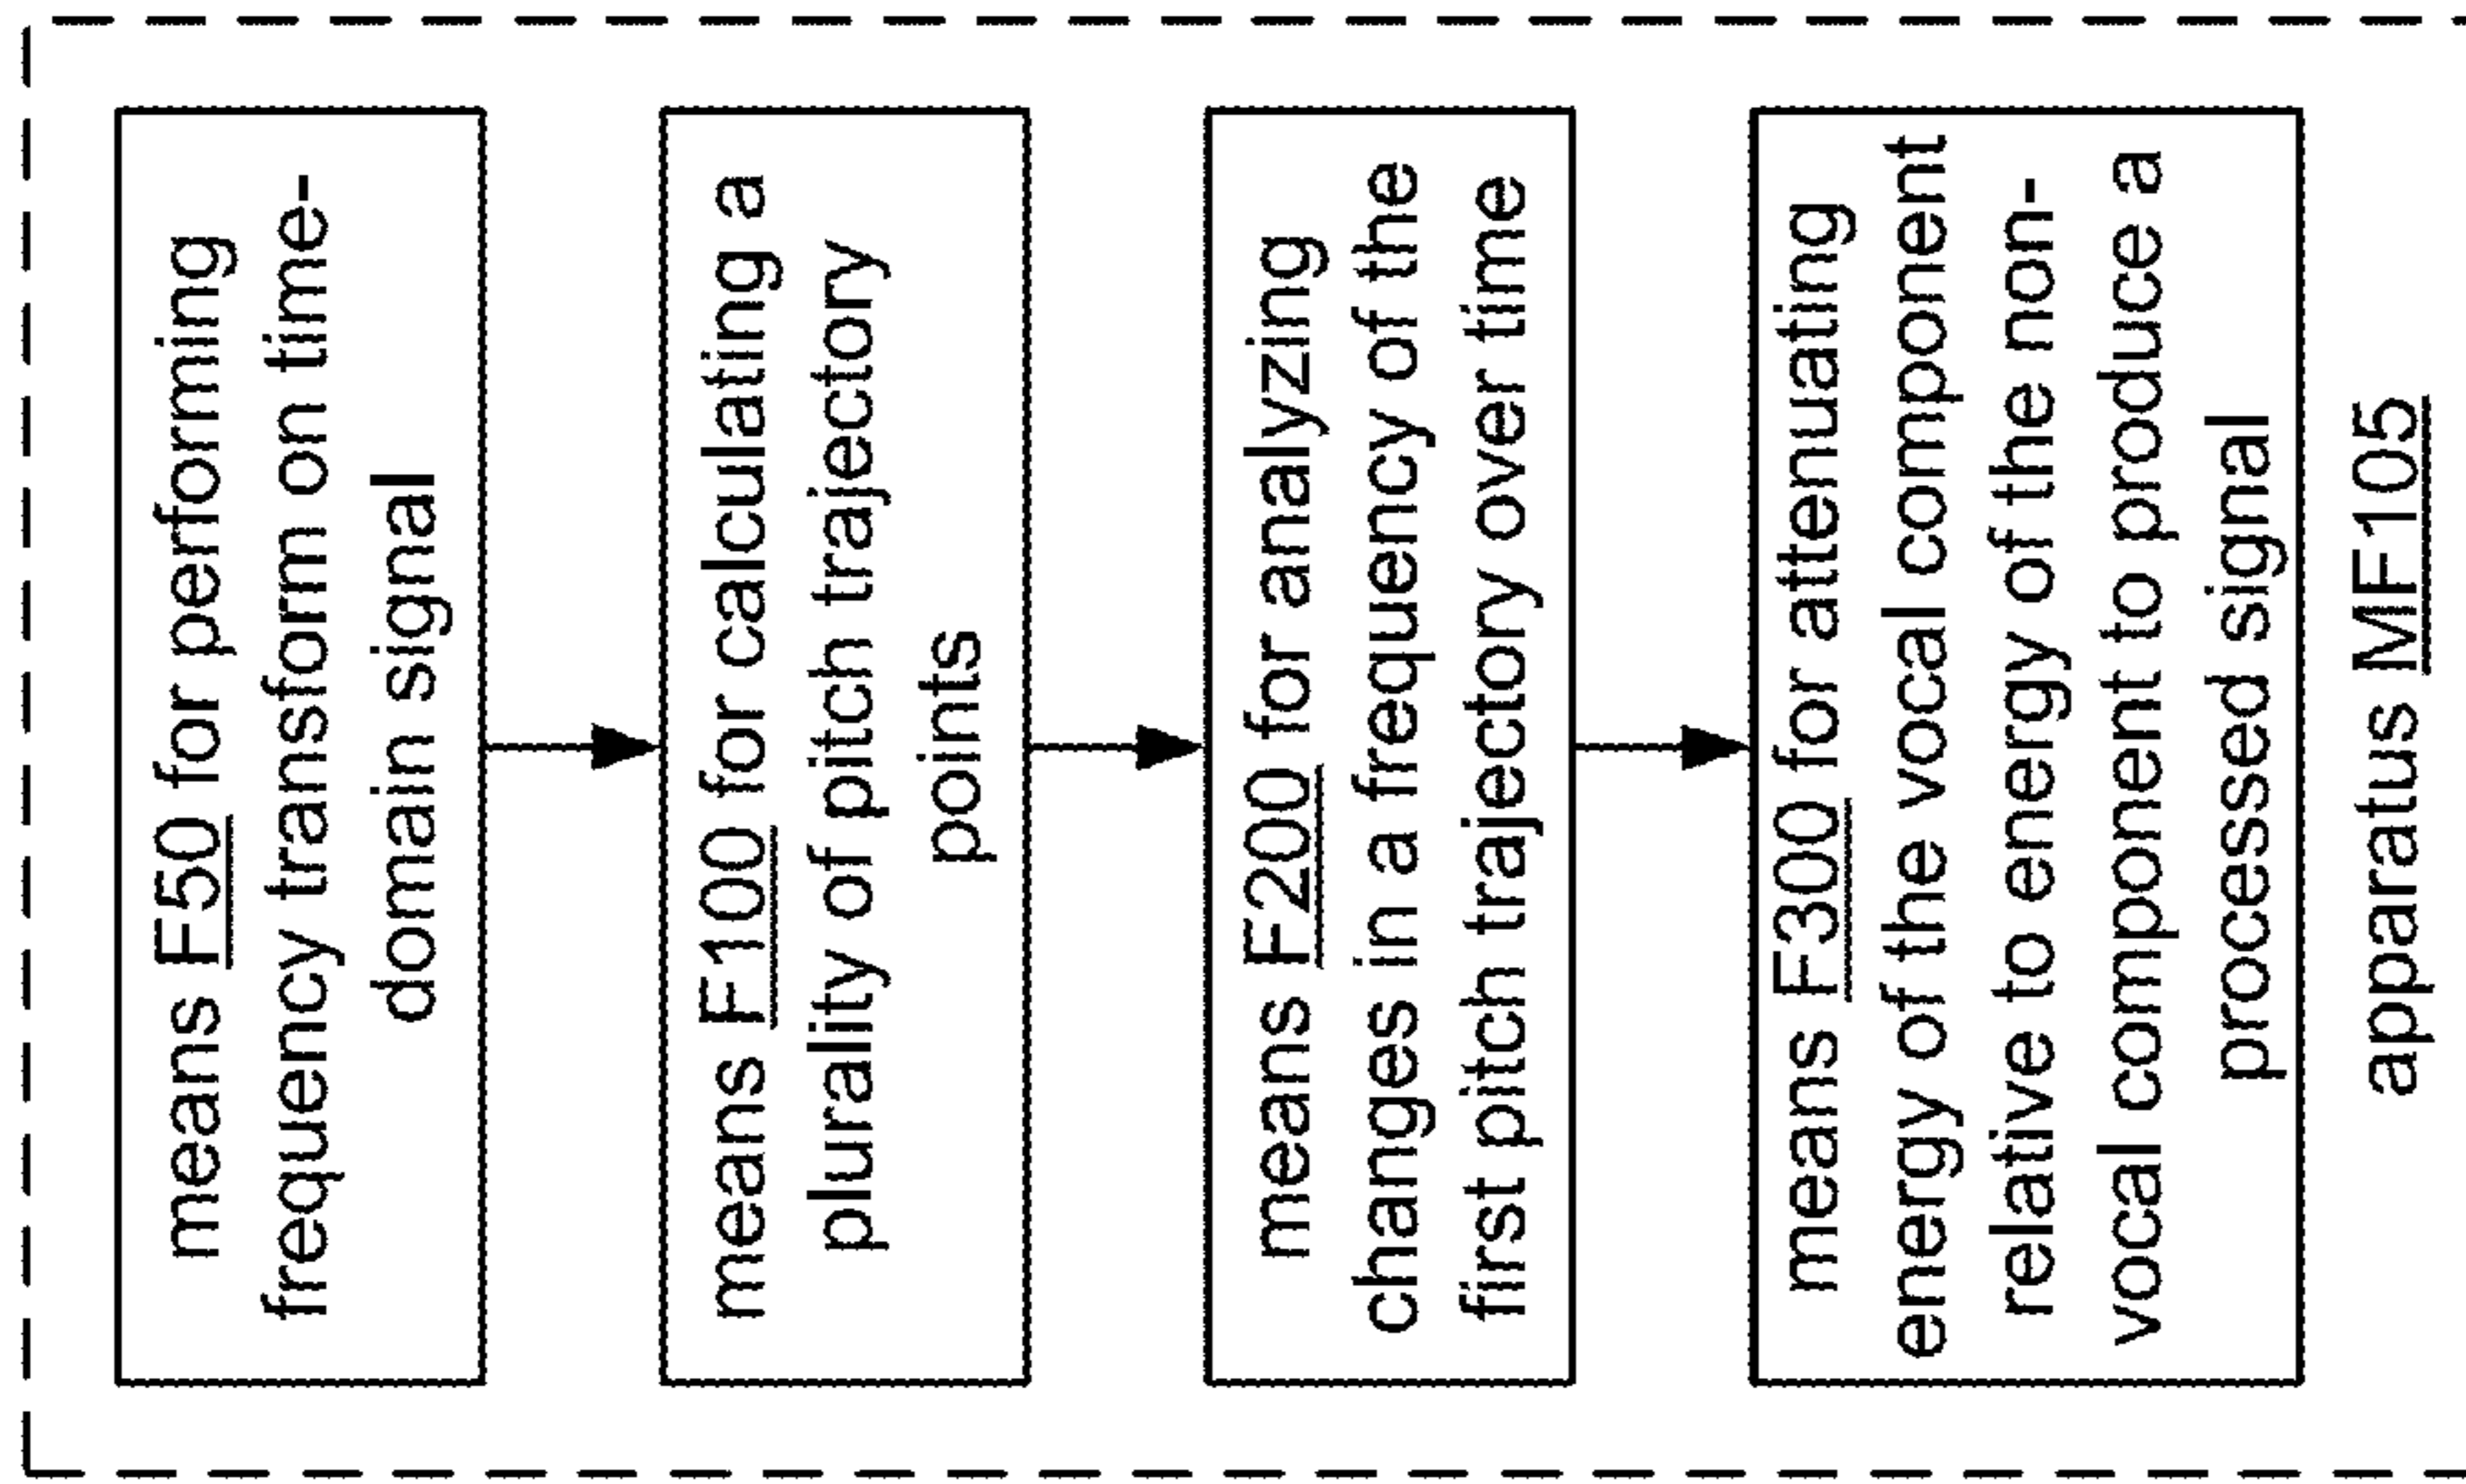 means F50 for performing
frequency transform on time-
domain signal
means F100 for calculating a
plurality of pitch trajectory
points
means F200 for analyzing
changes in a frequency of the
first pitch trajectory over time
means F300 for attenuating
energy of the vocal component
relative to energy of the non-
vocal component to produce a
processed signal
apparatus MF105